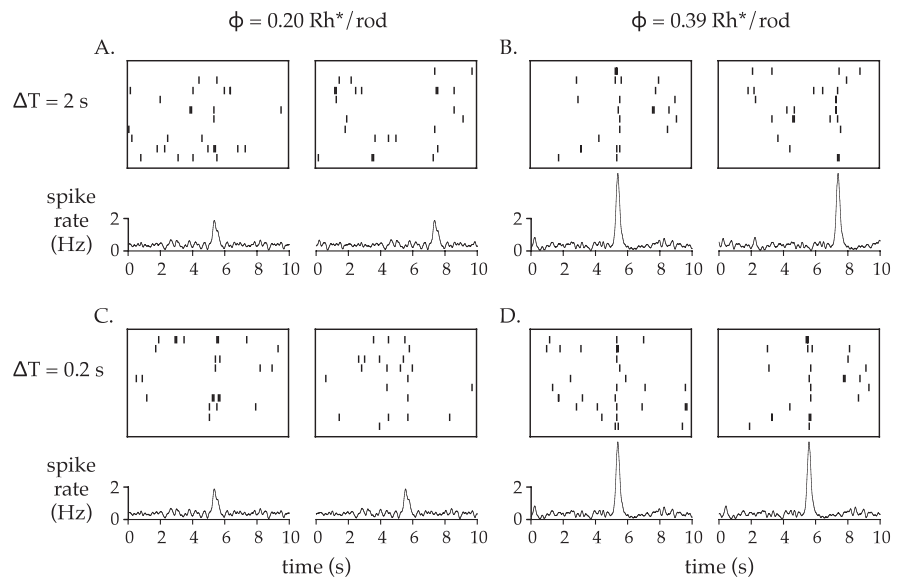 ϕ = 0.20 Rh*/rod
ϕ = 0.39 Rh*/rod
A.
B.
ΔT = 2 s
spike
rate
(Hz)
2
0
0 2 4 6 8 10
0 2 4 6 8 10
0 2 4 6 8 10
0 2 4 6 8 10
C.
D.
ΔT = 0.2 s
spike
rate
(Hz)
2
0
2
0
0 2 4 6 8 10
0 2 4 6 8 10
0 2 4 6 8 10
0 2 4 6 8 10
time (s)
time (s)